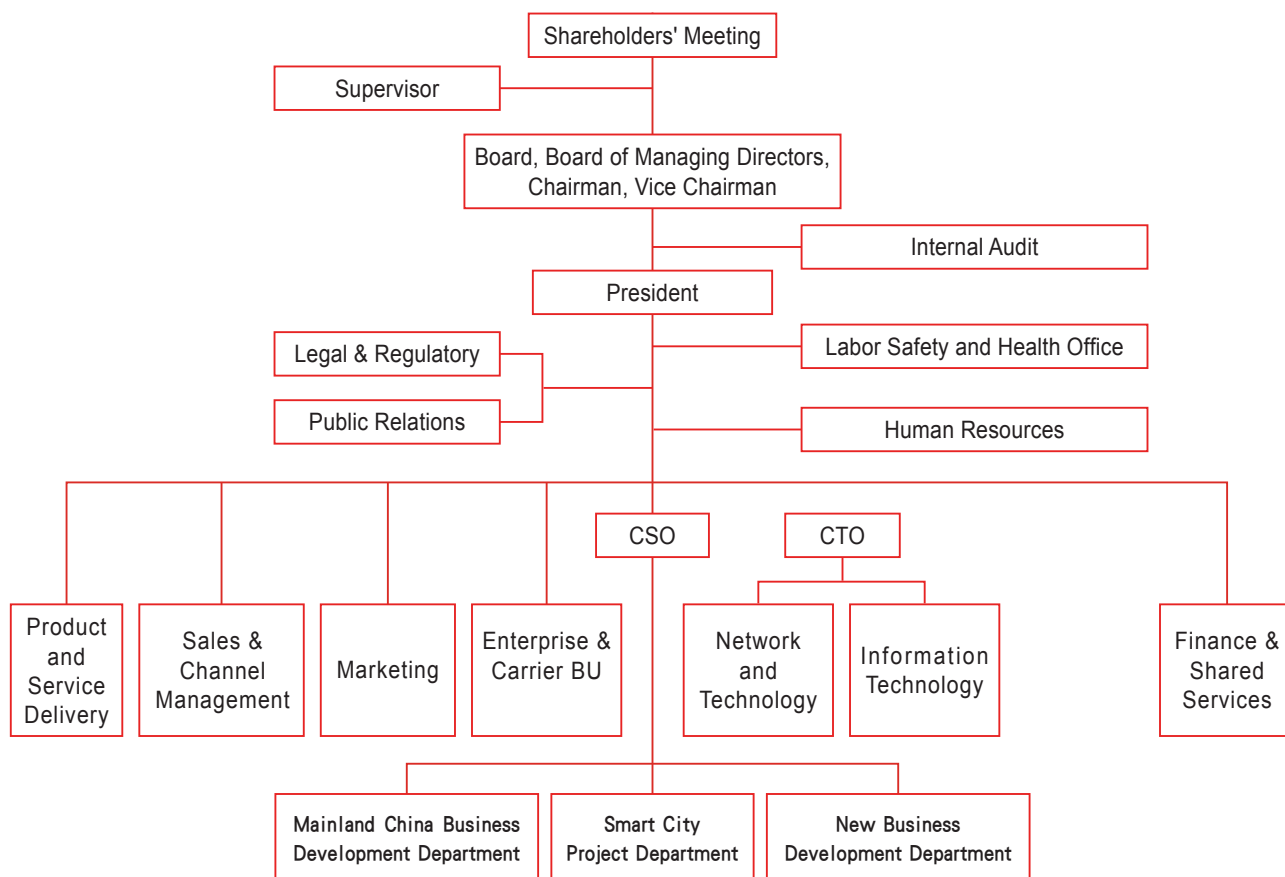 Shareholders' Meeting
Supervisor
Board, Board of Managing Directors,
Chairman, Vice Chairman
Internal Audit
President
Legal & Regulatory
Labor Safety and Health Office
Public Relations
Human Resources
CSO
CTO
Product
and
Service
Delivery
Sales &
Channel
Management
Marketing
Enterprise &
Carrier BU
Network
and
Technology
Information
Technology
Finance &
Shared
Services
Mainland China Business
Development Department
Smart City
Project Department
New Business
Development Department